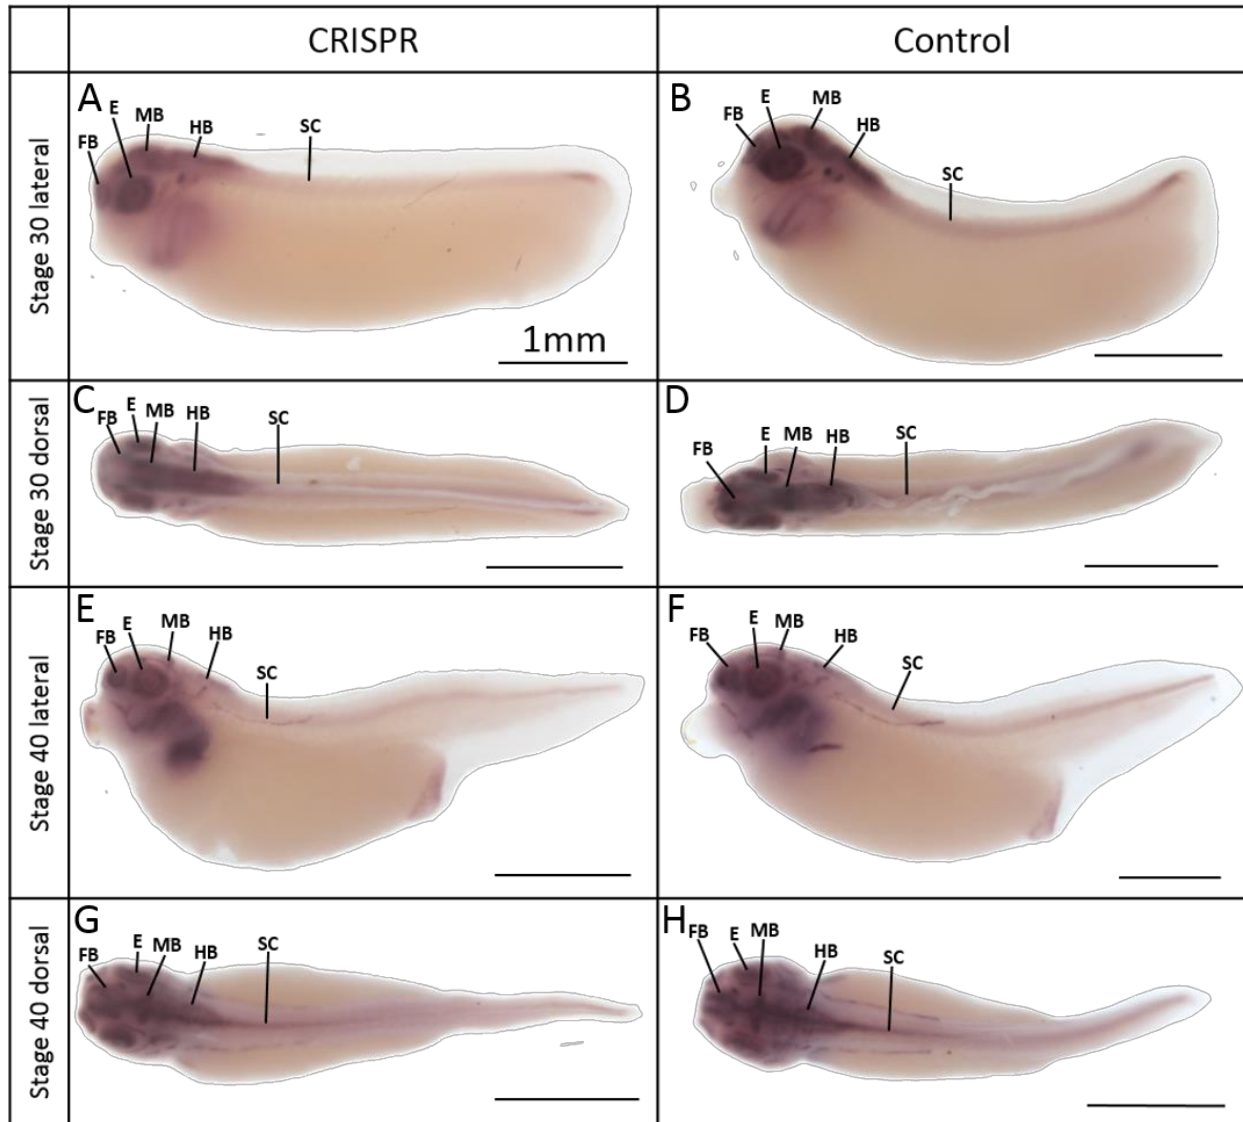 CRISPR Control
Stage 30 lateral
A
E
MB
HB
FB
SC
1mm
B
E
MB
FB
HB
SC
Stage 30 dorsal
C
E
MB
HB
FB
SC
D
E
MB
HB
SC
FB
Stage 40 lateral
E
FB
E
MB
HB
SC
F
FB
E
MB
HB
SC
Stage 40 dorsal
G
FB
E
MB
HB
SC
H
FB
E
MB
HB
SC